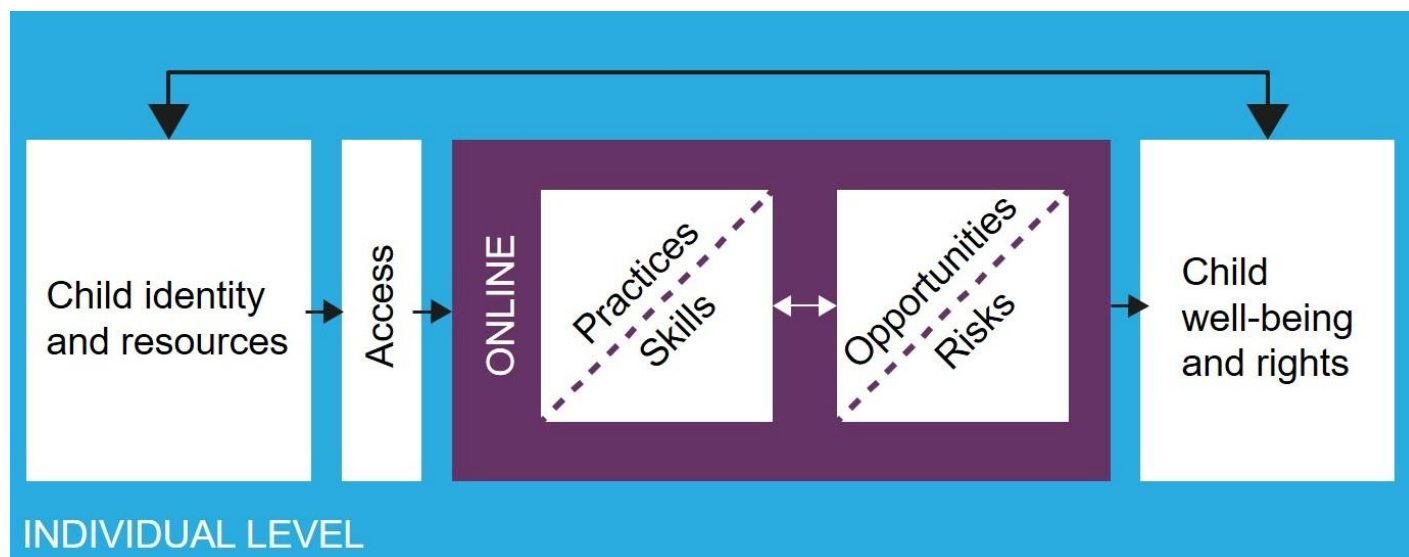 Child identity
and resources
Access
ONLINE
Practices
Skills
Opportunities
Risks
Child
well-being
and rights
INDIVIDUAL LEVEL